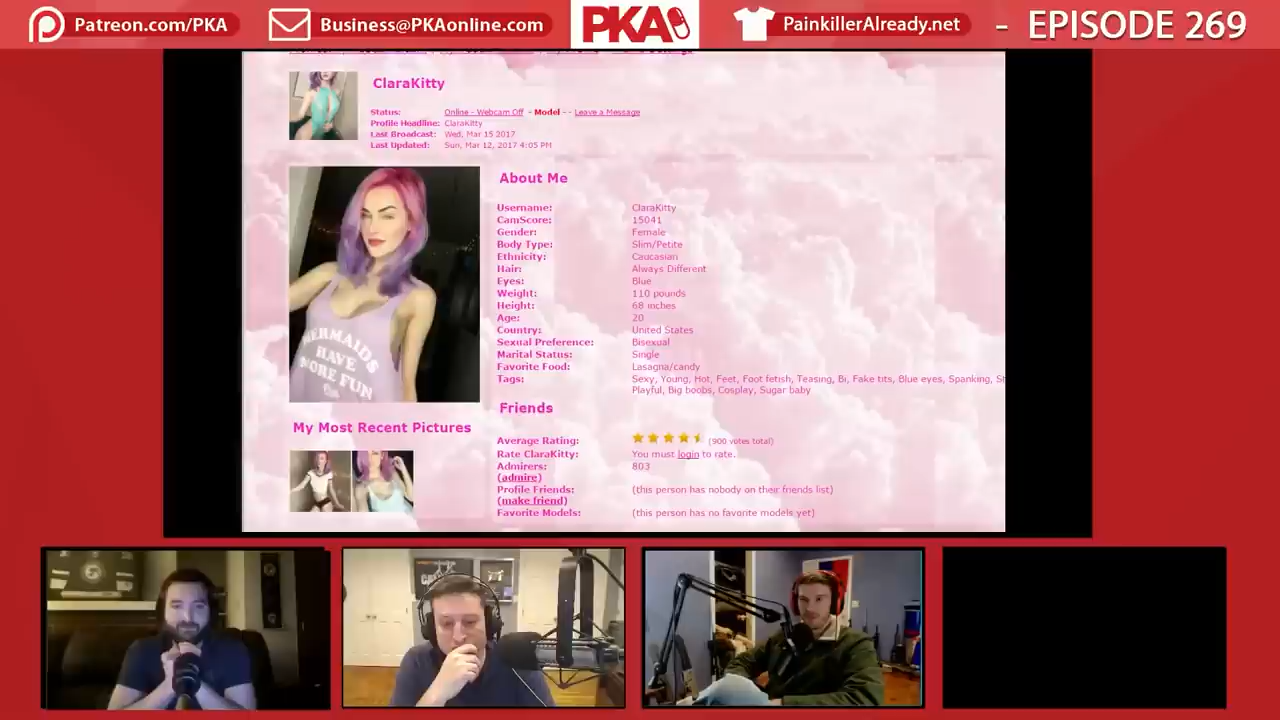 Patreon.com/PKA
Business@PKAonline.com
PKA
PainkillerAlready.net
- EPISODE 269
ClaraKitty
Status: Online - Webcam Off - Model - - Leave a Message
Profile Headline: ClaraKitty
Last Broadcast: Wed, Mar 15 2017
Last Updated: Sun, Mar 12, 2017 4:05 PM
About Me
Username: ClaraKitty
CamScore: 15041
Gender: Female
Body Type: Slim/Petite
Ethnicity: Caucasian
Hair: Always Different
Eyes: Blue
Weight: 110 pounds
Height: 68 inches
Age: 20
Country: United States
Sexual Preference: Bisexual
Marital Status: Single
Favorite Food: Lasagna/candy
Tags: Sexy, Young, Hot, Feet, Foot fetish, Teasing, Bi, Fake tits, Blue eyes, Spanking, St
Playful, Big boobs, Cosplay, Sugar baby
MERMAIDS
HAVE
MORE FUN
My Most Recent Pictures
Friends
Average Rating: (900 votes total)
Rate ClaraKitty: You must login to rate.
Admirers: 803
(admire)
Profile Friends: (this person has nobody on their friends list)
(make friend)
Favorite Models: (this person has no favorite models yet)